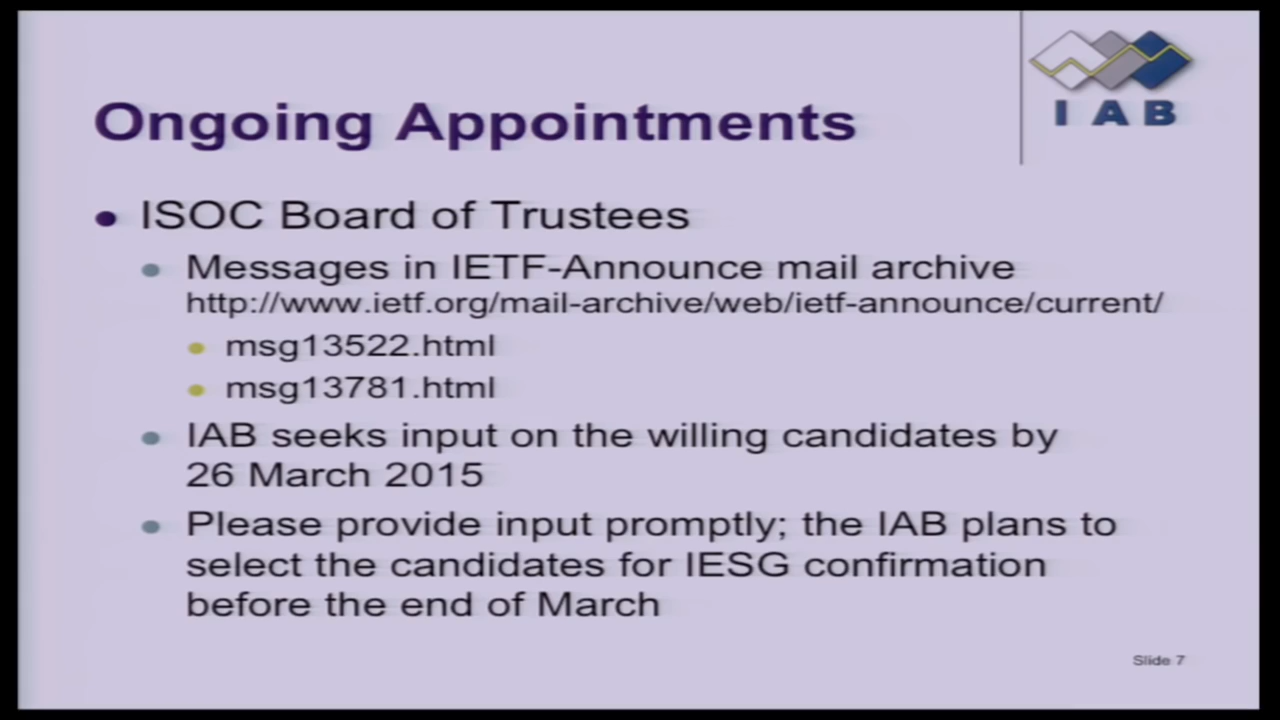 IAB
Ongoing Appointments
ISOC Board of Trustees
Messages in IETF-Announce mail archive
http://www.ietf.org/mail-archive/web/ietf-announce/current/
msg13522.html
msg13781.html
IAB seeks input on the willing candidates by
26 March 2015
Please provide input promptly; the IAB plans to
select the candidates for IESG confirmation
before the end of March
Slide 7